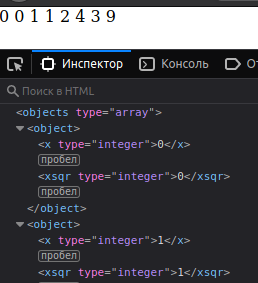 0 0 1 1 2 4 3 9
Инспектор Консоль От
Поиск в HTML
<objects type="array">
<object>
<x type="integer">0</x>
пробел
<xsqr type="integer">0</xsqr>
пробел
</object>
<object>
<x type="integer">1</x>
пробел
<xsqr type="integer">1</xsqr>